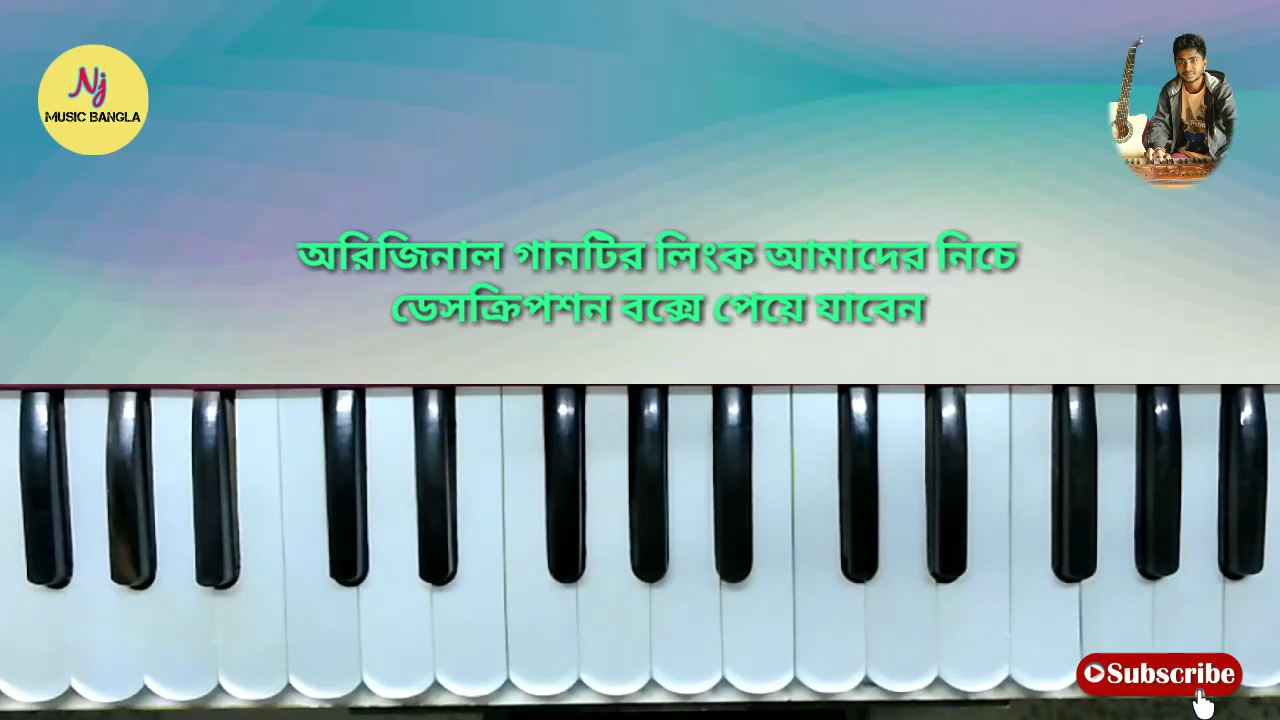 Nj
MUSIC BANGLA
অরিজিনাল গানটির লিংক আমাদের নিচে
ডেসক্রিপশন বক্সে পেয়ে যাবেন
Subscribe